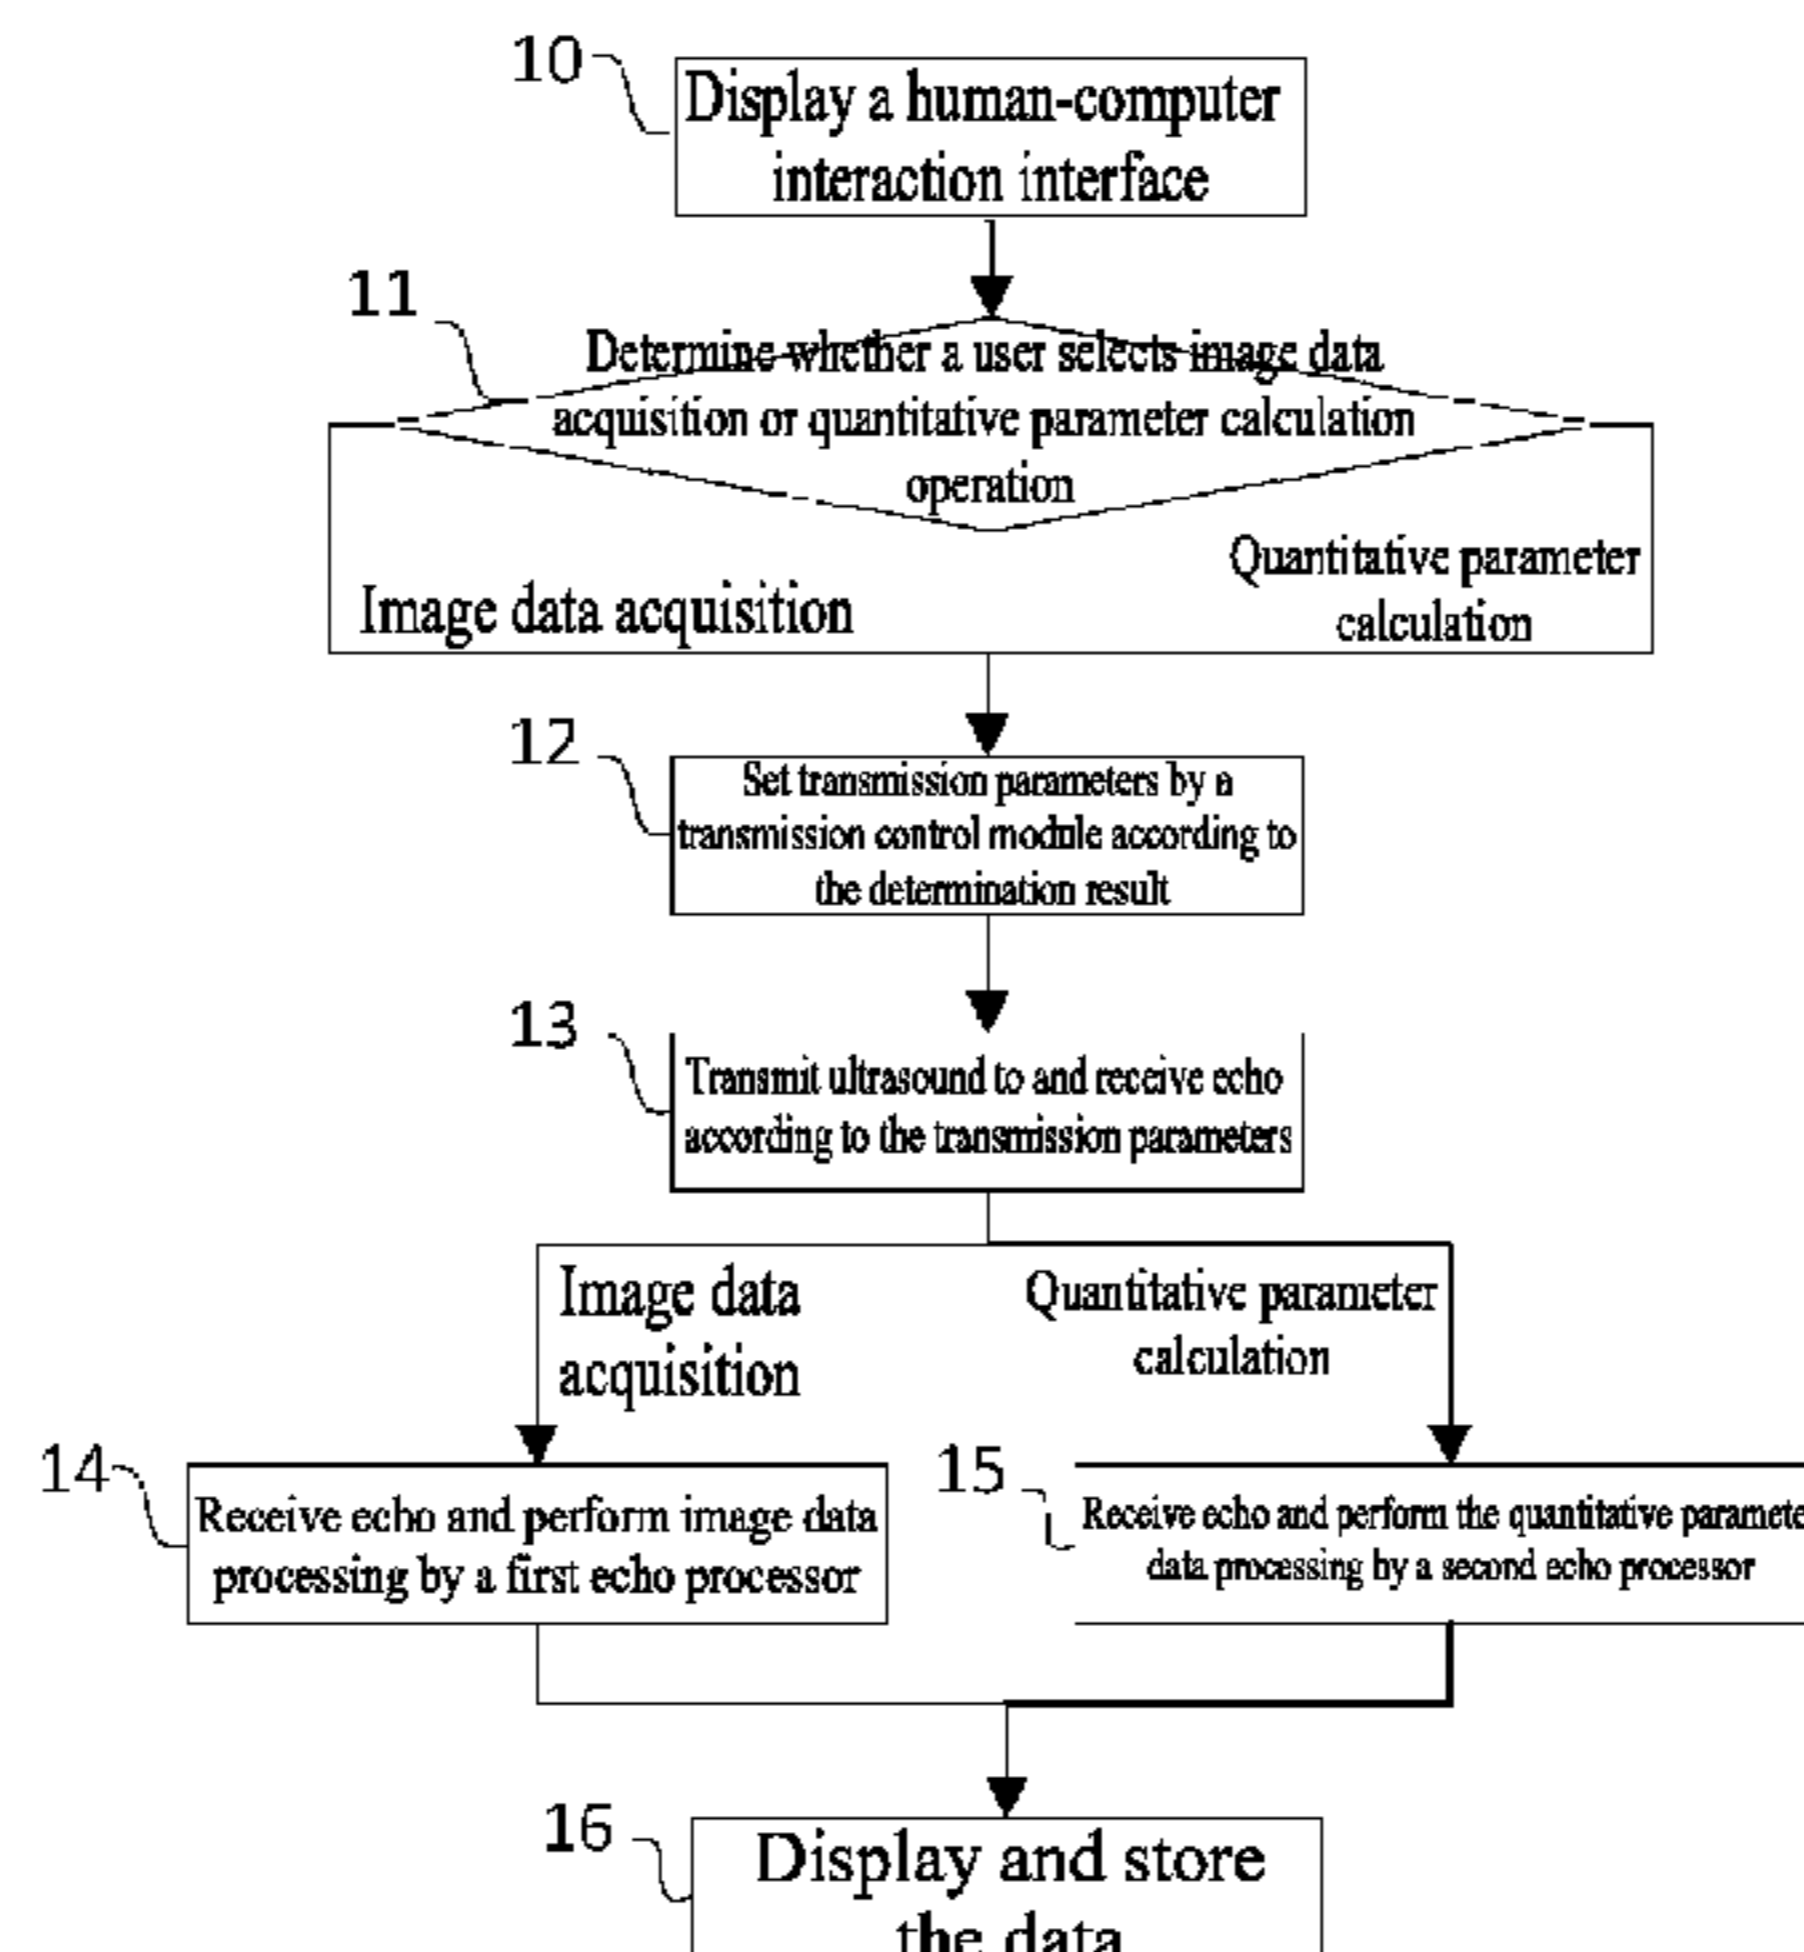 10
Display a human-computer
interaction interface
11
Determine whether a user selects image data
acquisition or quantitative parameter calculation
operation
Quantitative parameter
calculation
Image data acquisition
12
Set transmission parameters by a
transmission control module according to
the determination result
13
Transmit ultrasound to and receive echo
according to the transmission parameters
Image data
acquisition
Quantitative parameter
calculation
14
Receive echo and perform image data
processing by a first echo processor
15
Receive echo and perform the quantitative paramete
data processing by a second echo processor
16
Display and store
the data